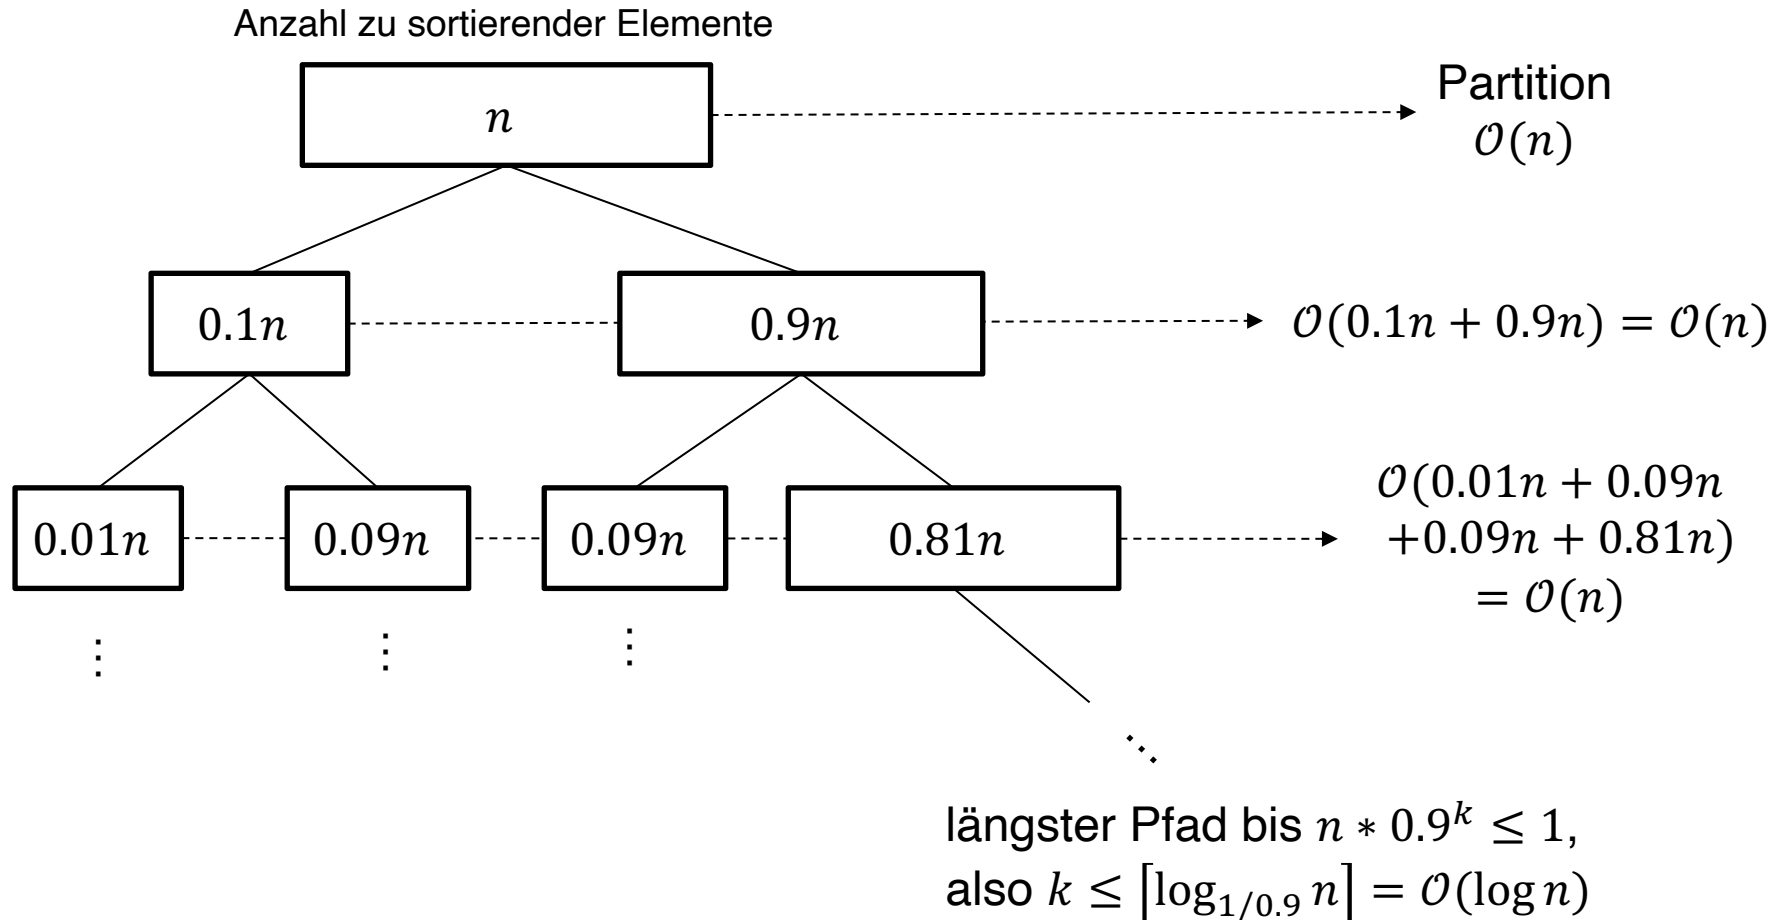 Anzahl zu sortierender Elemente
n
Partition
𝒪(n)
0.1n
0.9n
𝒪(0.1n + 0.9n) = 𝒪(n)
0.01n
0.09n
0.09n
0.81n
𝒪(0.01n + 0.09n
+0.09n + 0.81n)
= 𝒪(n)
⋮
⋮
⋮
⋱
längster Pfad bis n ∗ 0.9^k ≤ 1,
also k ≤ ⌈log_{1/0.9} n⌉ = 𝒪(log n)